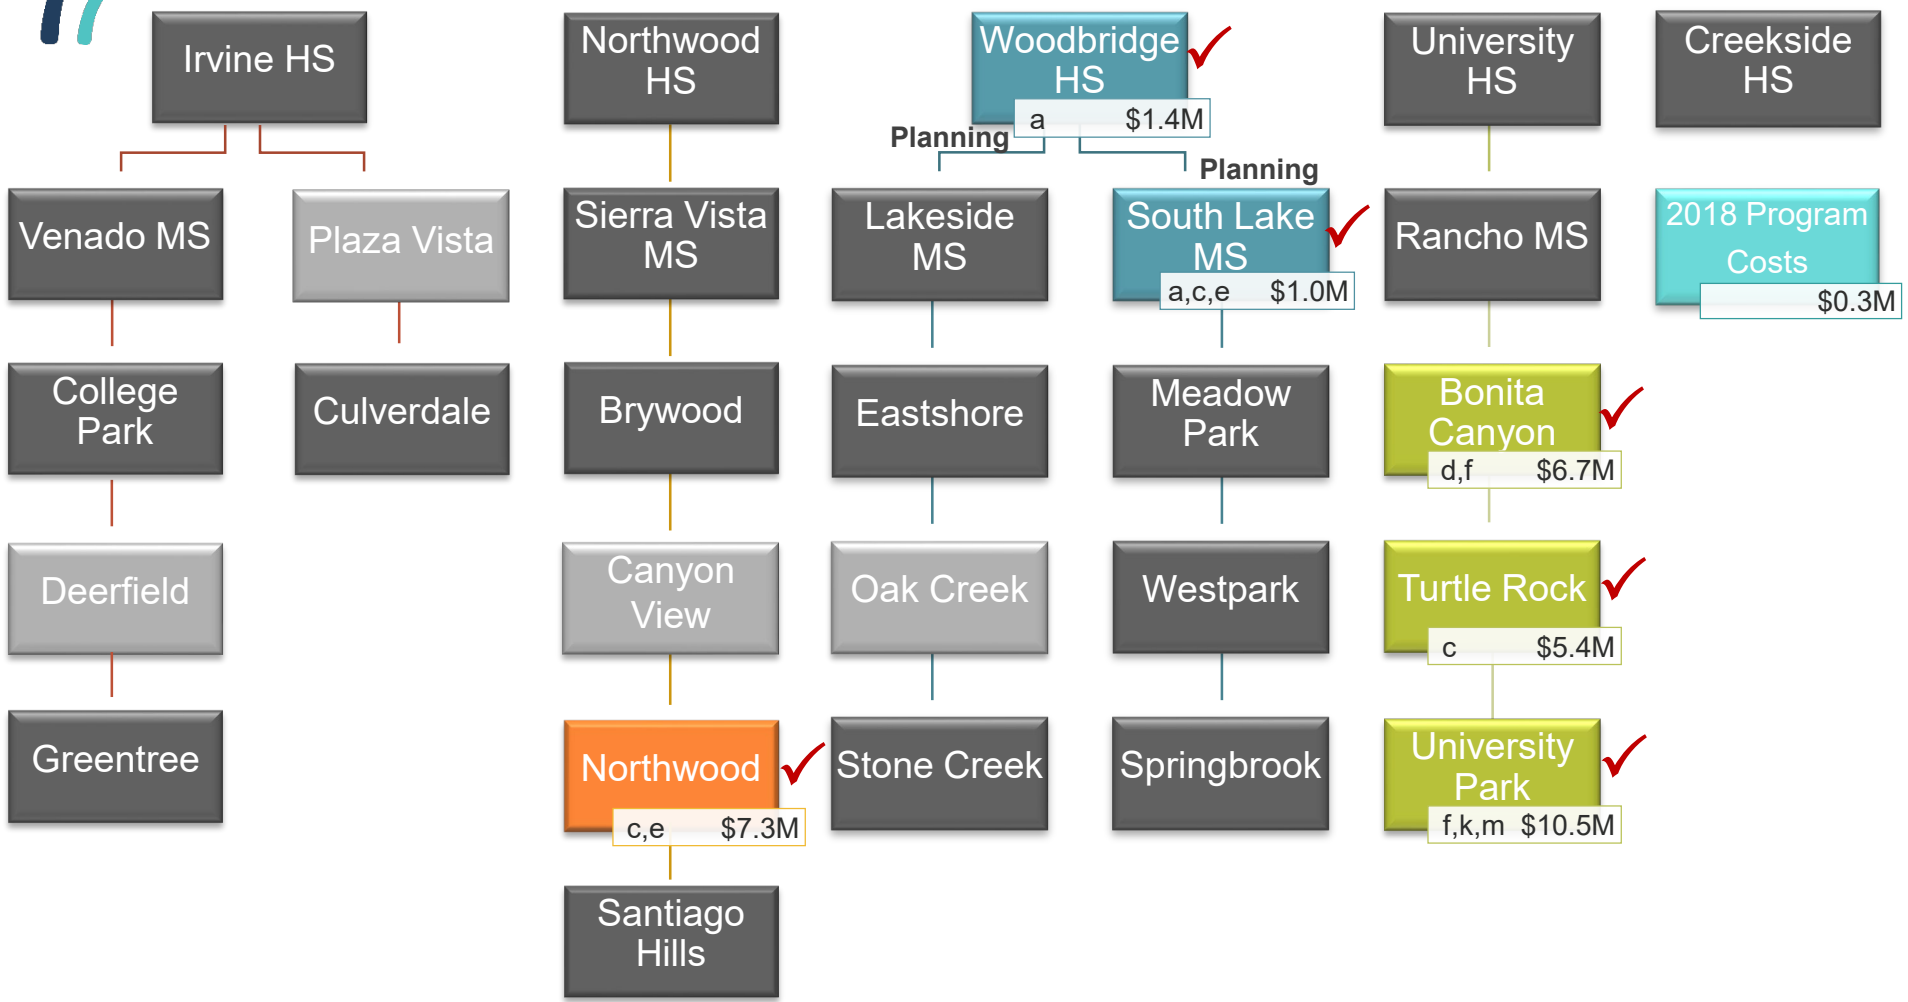 Irvine HS
Northwood
HS
Woodbridge
HS
a $1.4M
University
HS
Creekside
HS
Planning
Planning
Venado MS
Plaza Vista
Sierra Vista
MS
Lakeside
MS
South Lake
MS
a,c,e $1.0M
Rancho MS
2018 Program
Costs
$0.3M
College
Park
Culverdale
Brywood
Eastshore
Meadow
Park
Bonita
Canyon
d,f $6.7M
Deerfield
Canyon
View
Oak Creek
Westpark
Turtle Rock
c $5.4M
Greentree
Northwood
c,e $7.3M
Stone Creek
Springbrook
University
Park
f,k,m $10.5M
Santiago
Hills